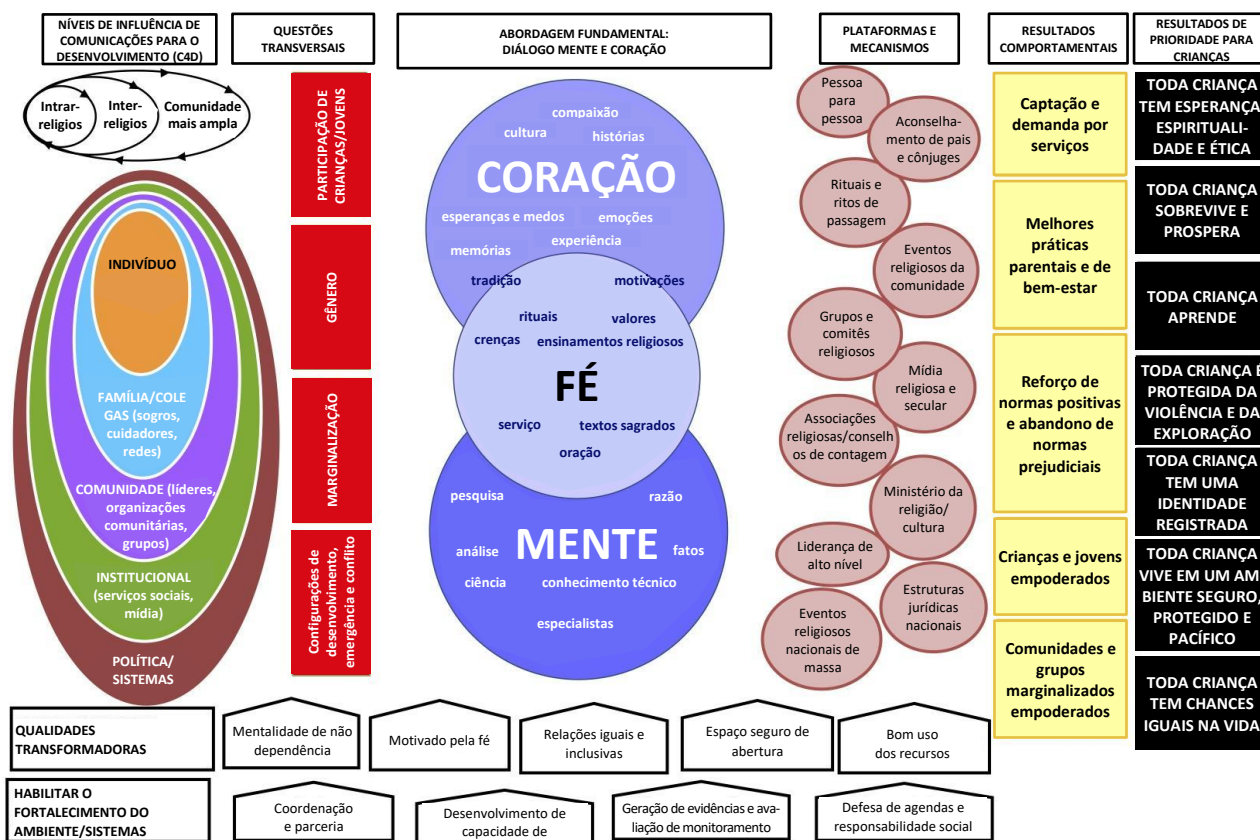 NÍVEIS DE INFLUÊNCIA DE
COMUNICAÇÕES PARA O
DESENVOLVIMENTO (C4D)
Intrar-
religios
Inter-
religios
Comunidade
mais ampla
INDIVÍDUO
FAMÍLIA/COLE
GAS (sogros,
cuidadores,
redes)
COMUNIDADE (líderes,
organizações
comunitárias,
grupos)
INSTITUCIONAL
(serviços sociais,
mídia)
POLÍTICA/
SISTEMAS
QUESTÕES
TRANSVERSAIS
PARTICIPAÇÃO DE
CRIANÇAS/JOVENS
GÊNERO
MARGINALIZAÇÃO
Configurações de
desenvolvimento,
emergência e conflito
ABORDAGEM FUNDAMENTAL:
DIÁLOGO MENTE E CORAÇÃO
compaixão
cultura
histórias
CORAÇÃO
esperanças e medos
emoções
experiência
memórias
tradição
motivações
rituais
valores
crenças
ensinamentos religiosos
FÉ
serviço
textos sagrados
oração
pesquisa
razão
análise
MENTE
fatos
ciência
conhecimento técnico
especialistas
PLATAFORMAS E
MECANISMOS
Pessoa
para
pessoa
Aconselha-
mento de pais
e cônjuges
Rituais e
ritos de
passagem
Eventos
religiosos da
comunidade
Grupos e
comitês
religiosos
Mídia
religiosa e
secular
Associações
religiosas/conselh
os de contagem
Ministério da
religião/
cultura
Liderança de
alto nível
Estruturas
jurídicas
nacionais
Eventos
religiosos
nacionais de
massa
RESULTADOS
COMPORTAMENTAIS
Captação e
demanda por
serviços
Melhores
práticas
parentais e de
bem-estar
Reforço de
normas positivas
e abandono de
normas
prejudiciais
Crianças e jovens
empoderados
Comunidades e
grupos
marginalizados
empoderados
RESULTADOS DE
PRIORIDADE PARA
CRIANÇAS
TODA CRIANÇA
TEM ESPERANÇA,
ESPIRITUALI-
DADE E ÉTICA
TODA CRIANÇA
SOBREVIVE E
PROSPERA
TODA CRIANÇA
APRENDE
TODA CRIANÇA É
PROTEGIDA DA
VIOLÊNCIA E DA
EXPLORAÇÃO
TODA CRIANÇA
TEM UMA
IDENTIDADE
REGISTRADA
TODA CRIANÇA
VIVE EM UM AM
BIENTE SEGURO,
PROTEGIDO E
PACÍFICO
TODA CRIANÇA
TEM CHANCES
IGUAIS NA VIDA
QUALIDADES
TRANSFORMADORAS
Mentalidade de não
dependência
Motivado pela fé
Relações iguais e
inclusivas
Espaço seguro de
abertura
Bom uso
dos recursos
HABILITAR O
FORTALECIMENTO DO
AMBIENTE/SISTEMAS
Coordenação
e parceria
Desenvolvimento de
capacidade de
Geração de evidências e ava-
liação de monitoramento
Defesa de agendas e
responsabilidade social